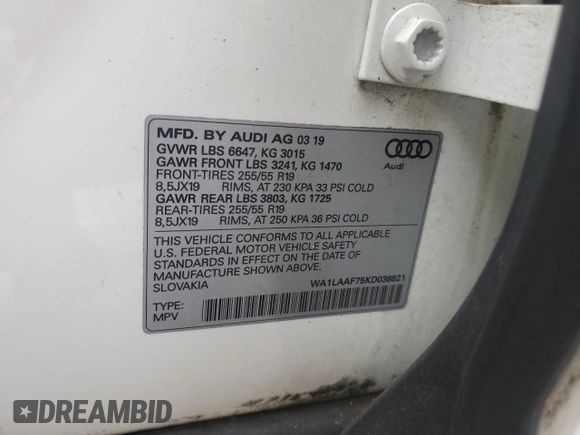 MFD. BY AUDI AG 03 19
GVWR LBS 6647, KG 3015
GAWR FRONT LBS 3241, KG 1470
FRONT-TIRES 255/55 R19
8,5JX19 RIMS, AT 230 KPA 33 PSI COLD
GAWR REAR LBS 3803, KG 1725
REAR-TIRES 255/55 R19
8,5JX19 RIMS, AT 250 KPA 36 PSI COLD
Audi
THIS VEHICLE CONFORMS TO ALL APPLICABLE
U.S. FEDERAL MOTOR VEHICLE SAFETY
STANDARDS IN EFFECT ON THE DATE OF
MANUFACTURE SHOWN ABOVE.
SLOVAKIA
WA1LAAF75KD038821
TYPE:
MPV
DREAMBID